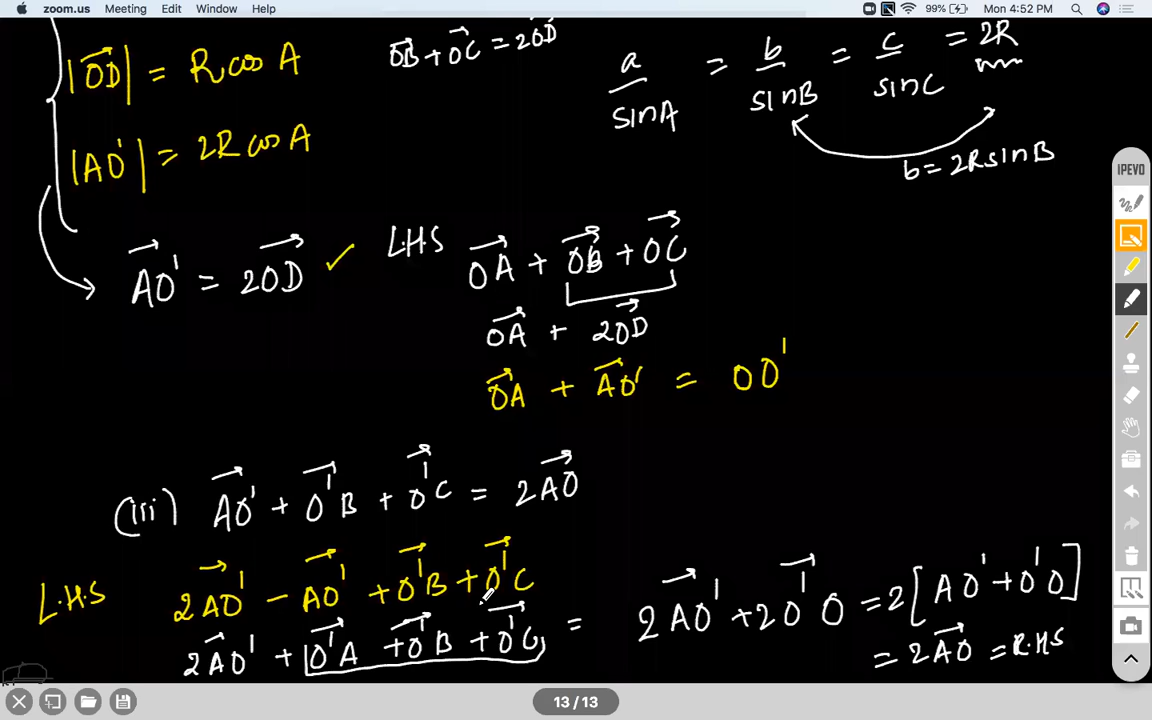 zoom.us Meeting View Edit Window Help 99% Mon 4:52 PM
|OD⃗| = R cos A
OB⃗ + OC⃗ = 2OD⃗
a/sinA = b/sinB = c/sinC = 2R
b = 2R sinB
|AO'| = 2R cos A
AO'⃗ = 2OD⃗ ✓
L.H.S OA⃗ + OB⃗ + OC⃗
OA⃗ + 2OD⃗
OA⃗ + AO'⃗ = OO'
(iii) AO'⃗ + O'B⃗ + O'C⃗ = 2AO⃗
L.H.S 2AO'⃗ - AO'⃗ + O'B⃗ + O'C⃗
2AO'⃗ + O'A⃗ + O'B⃗ + O'C⃗ = 2AO'⃗ + 2O'O⃗ = 2[AO' + O'O]
= 2AO⃗ = R.H.S
IPEVO
13/13